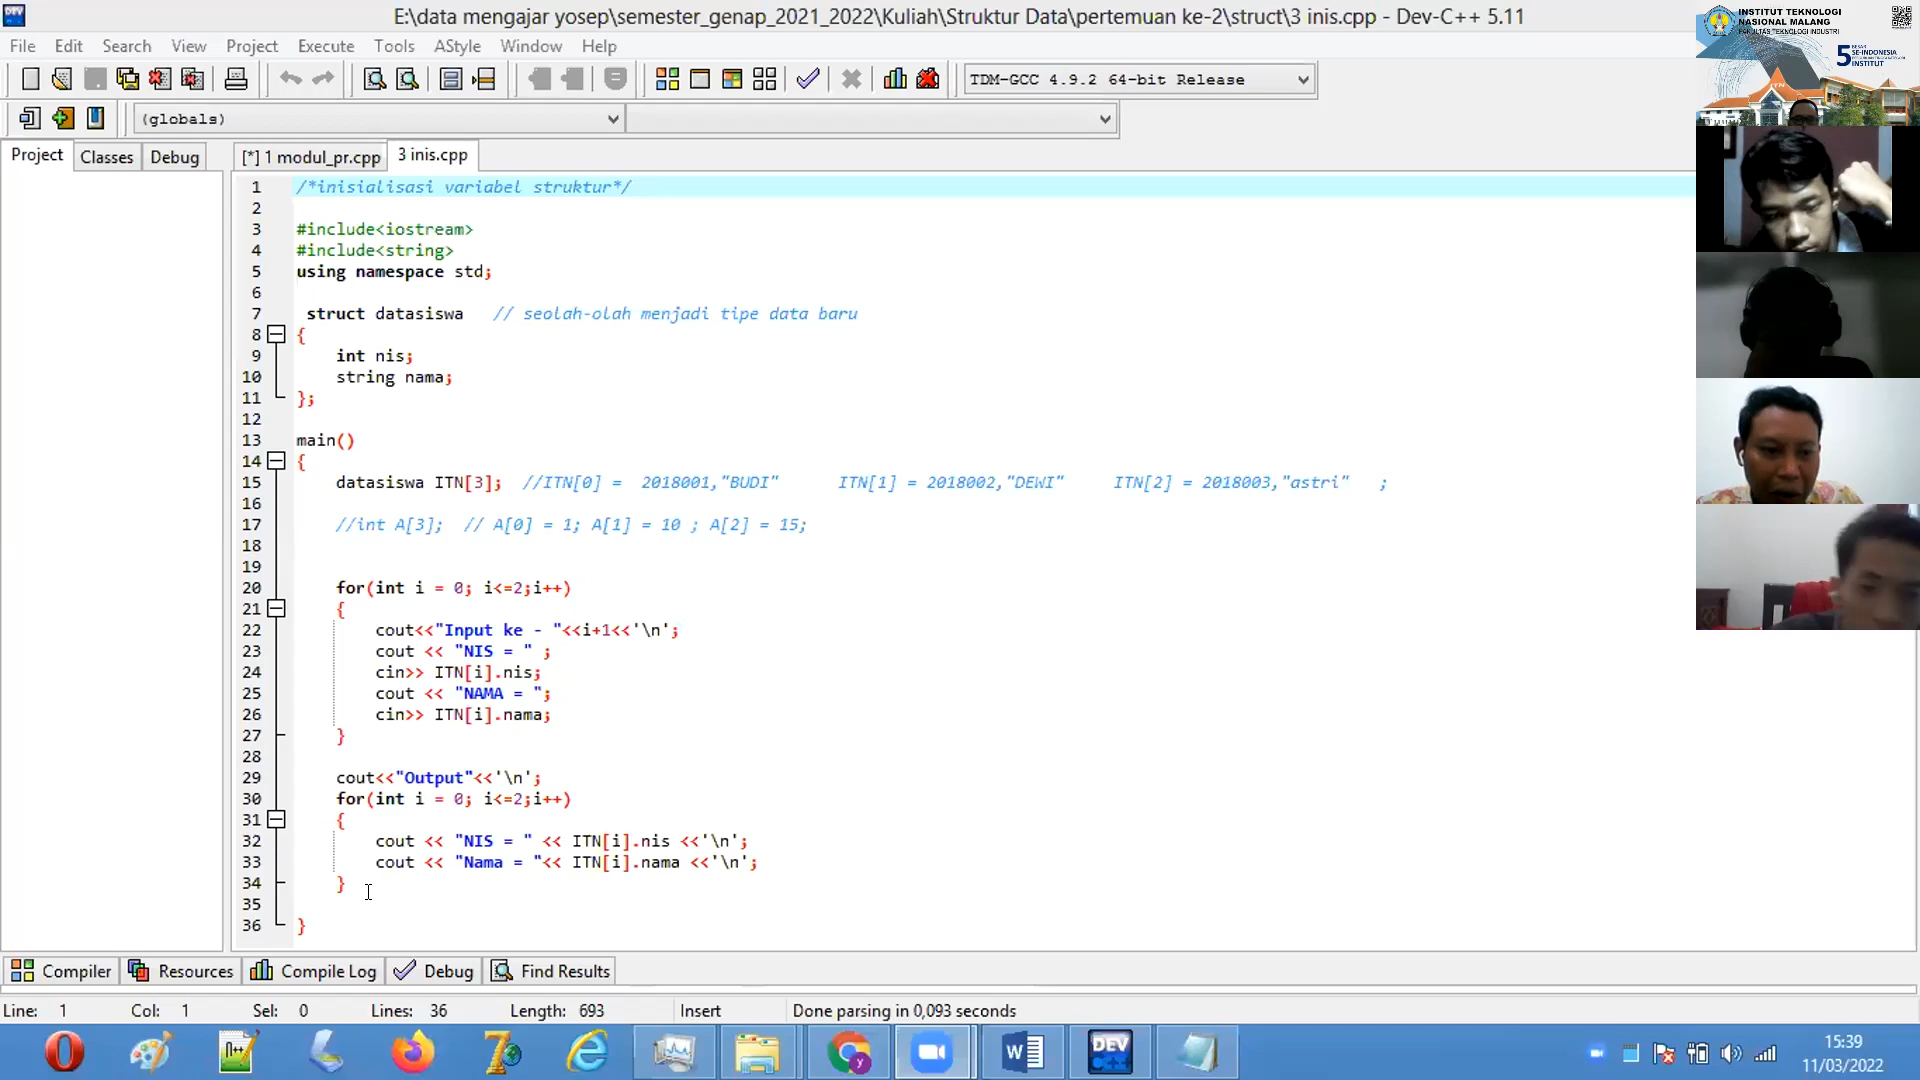 E:\data mengajar yosep\semester_genap_2021_2022\Kuliah\Struktur Data\pertemuan ke-2\struct\3 inis.cpp - Dev-C++ 5.11
File Edit Search View Project Execute Tools AStyle Window Help
TDM-GCC 4.9.2 64-bit Release
(globals)
Project Classes Debug [*] 1 modul_pr.cpp 3 inis.cpp
1 /*inisialisasi variabel struktur*/
2
3 #include<iostream>
4 #include<string>
5 using namespace std;
6
7 struct datasiswa // seolah-olah menjadi tipe data baru
8 {
9 int nis;
10 string nama;
11 };
12
13 main()
14 {
15 datasiswa ITN[3]; //ITN[0] = 2018001,"BUDI" ITN[1] = 2018002,"DEWI" ITN[2] = 2018003,"astri" ;
16
17 //int A[3]; // A[0] = 1; A[1] = 10 ; A[2] = 15;
18
19
20 for(int i = 0; i<=2;i++)
21 {
22 cout<<"Input ke - "<<i+1<<'\n';
23 cout << "NIS = " ;
24 cin>> ITN[i].nis;
25 cout << "NAMA = ";
26 cin>> ITN[i].nama;
27 }
28
29 cout<<"Output"<<'\n';
30 for(int i = 0; i<=2;i++)
31 {
32 cout << "NIS = " << ITN[i].nis <<'\n';
33 cout << "Nama = "<< ITN[i].nama <<'\n';
34 }
35
36 }
Compiler Resources Compile Log Debug Find Results
Line: 1 Col: 1 Sel: 0 Lines: 36 Length: 693 Insert Done parsing in 0,093 seconds
15:39
11/03/2022
INSTITUT TEKNOLOGI
NASIONAL MALANG
FAKULTAS TEKNOLOGI INDUSTRI
5 BESAR
SE-INDONESIA
INSTITUT
DEV
C++